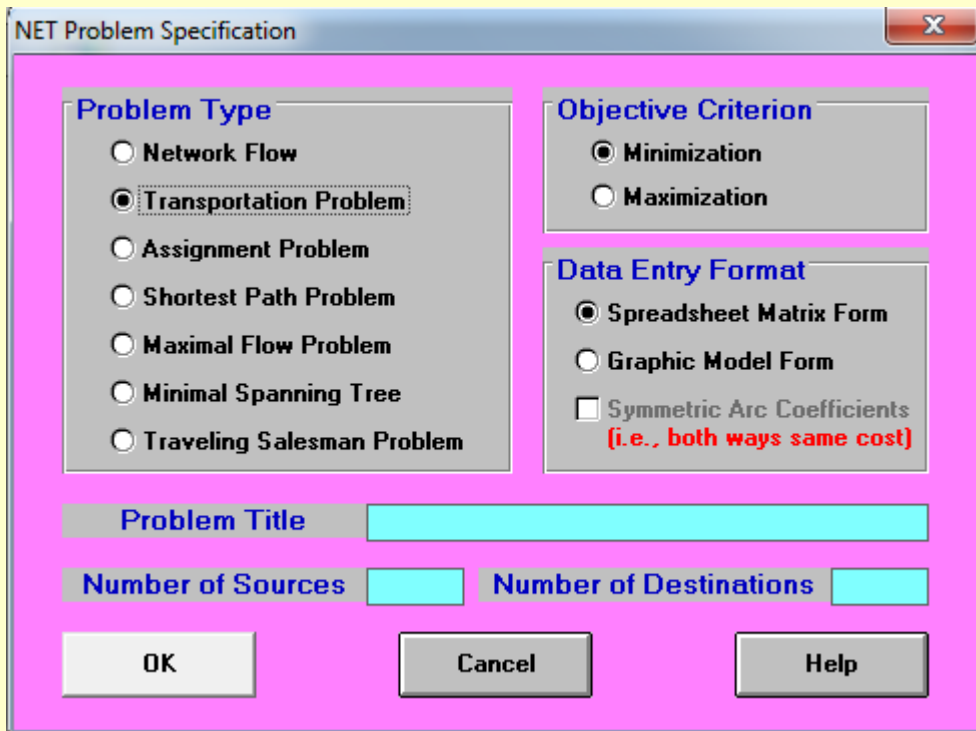 NET Problem Specification
Problem Type
Network Flow
Transportation Problem
Assignment Problem
Shortest Path Problem
Maximal Flow Problem
Minimal Spanning Tree
Traveling Salesman Problem
Objective Criterion
Minimization
Maximization
Data Entry Format
Spreadsheet Matrix Form
Graphic Model Form
Symmetric Arc Coefficients
(i.e., both ways same cost)
Problem Title
Number of Sources
Number of Destinations
OK
Cancel
Help